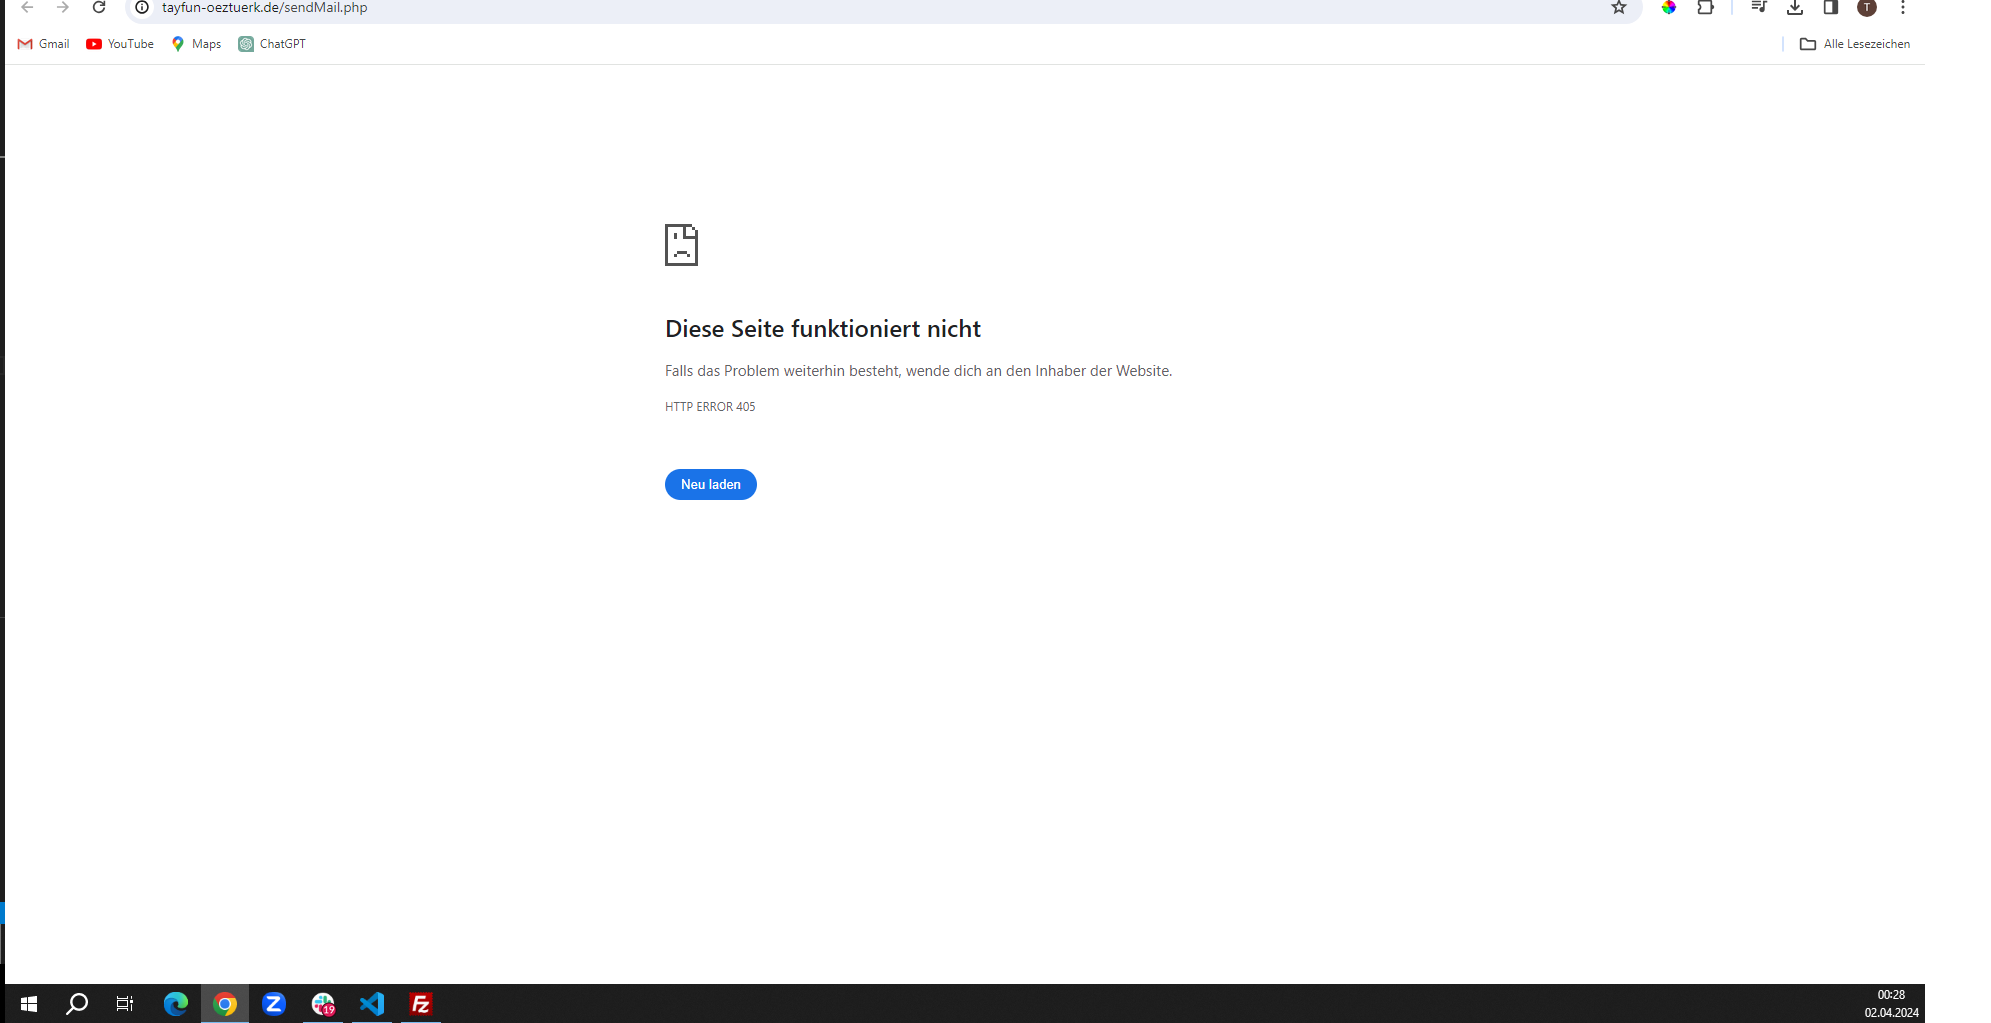 tayfun-oeztuerk.de/sendMail.php
T
Gmail YouTube Maps ChatGPT Alle Lesezeichen
Diese Seite funktioniert nicht
Falls das Problem weiterhin besteht, wende dich an den Inhaber der Website.
HTTP ERROR 405
Neu laden
Z
19
Fz
00:28
02.04.2024